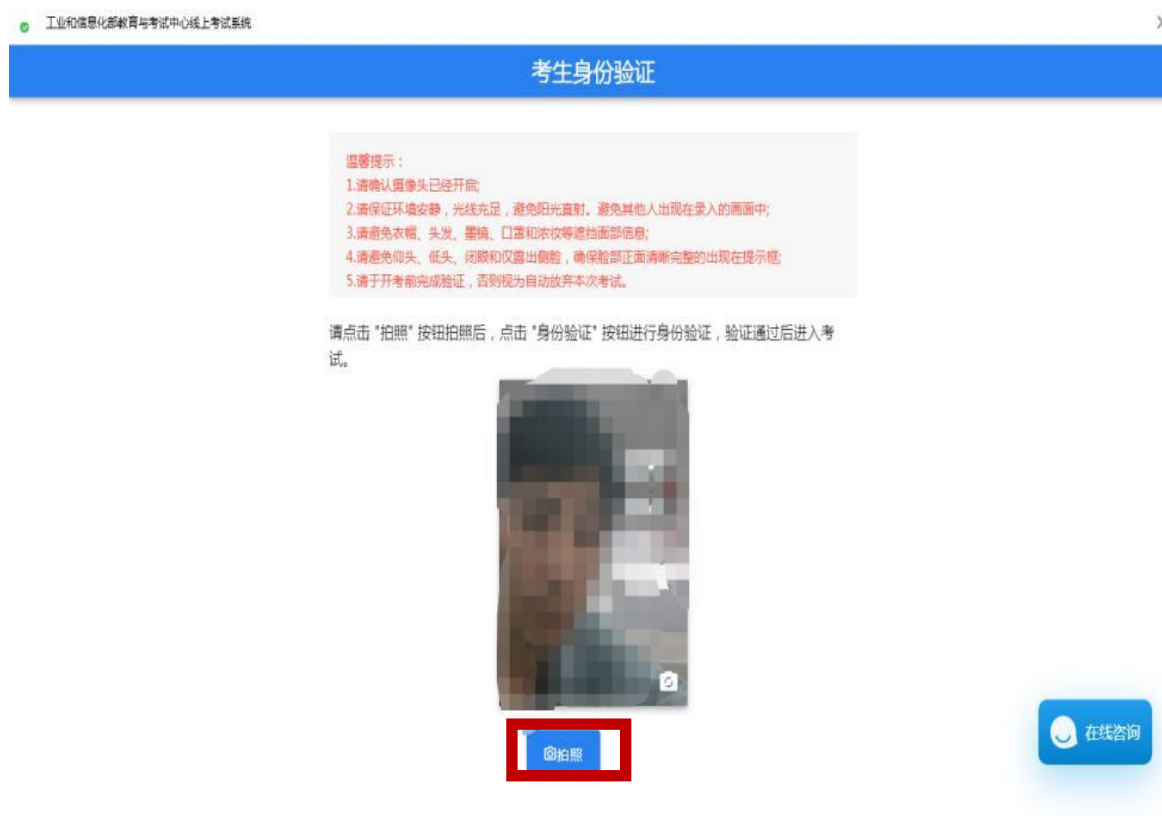 工业和信息化部教育与考试中心线上考试系统
考生身份验证
温馨提示：
1.请确认摄像头已经开启;
2.请保证环境安静，光线充足，避免阳光直射。避免其他人出现在录入的画面中;
3.请避免衣帽、头发、墨镜、口罩和浓妆等遮挡面部信息;
4.请避免仰头、低头、闭眼和仅露出侧脸，确保脸部正面清晰完整的出现在提示框;
5.请于开考前完成验证，否则视为自动放弃本次考试。
请点击 "拍照" 按钮拍照后，点击 "身份验证" 按钮进行身份验证，验证通过后进入考
试。
拍照
在线咨询